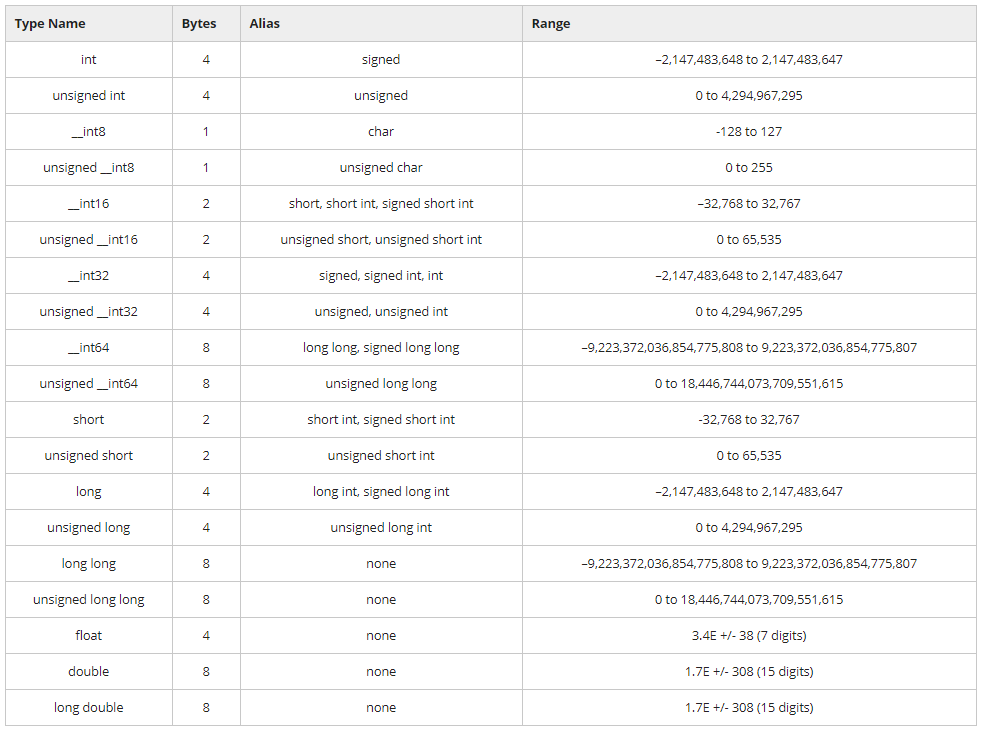 Type Name Bytes Alias Range
int 4 signed –2,147,483,648 to 2,147,483,647
unsigned int 4 unsigned 0 to 4,294,967,295
__int8 1 char -128 to 127
unsigned __int8 1 unsigned char 0 to 255
__int16 2 short, short int, signed short int –32,768 to 32,767
unsigned __int16 2 unsigned short, unsigned short int 0 to 65,535
__int32 4 signed, signed int, int –2,147,483,648 to 2,147,483,647
unsigned __int32 4 unsigned, unsigned int 0 to 4,294,967,295
__int64 8 long long, signed long long –9,223,372,036,854,775,808 to 9,223,372,036,854,775,807
unsigned __int64 8 unsigned long long 0 to 18,446,744,073,709,551,615
short 2 short int, signed short int -32,768 to 32,767
unsigned short 2 unsigned short int 0 to 65,535
long 4 long int, signed long int –2,147,483,648 to 2,147,483,647
unsigned long 4 unsigned long int 0 to 4,294,967,295
long long 8 none –9,223,372,036,854,775,808 to 9,223,372,036,854,775,807
unsigned long long 8 none 0 to 18,446,744,073,709,551,615
float 4 none 3.4E +/- 38 (7 digits)
double 8 none 1.7E +/- 308 (15 digits)
long double 8 none 1.7E +/- 308 (15 digits)